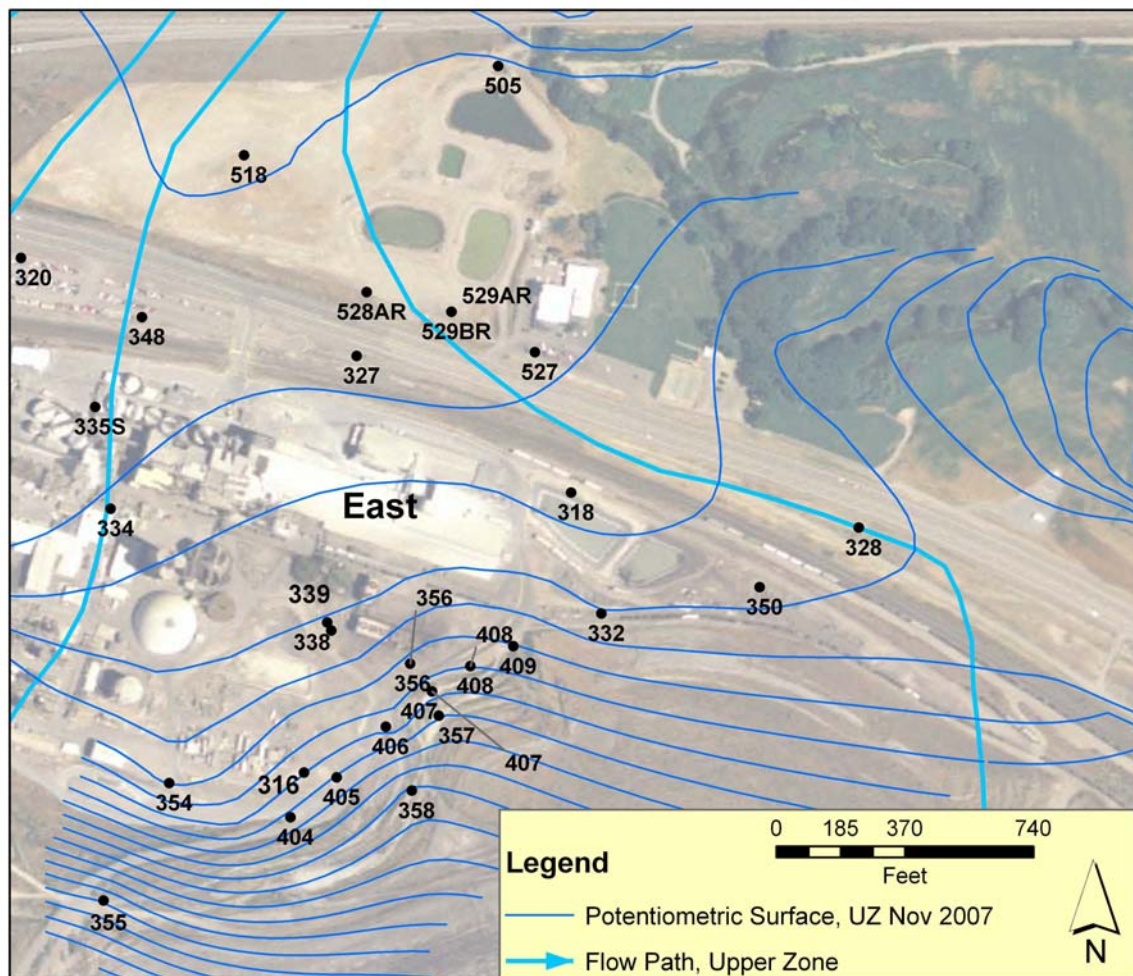 505
518
320
529AR
528AR
529BR
348
327
527
335S
East
318
334
328
339
356
350
338
408
332
409
356
408
407
357
406
407
316
354
405
358
404
355
Legend
0 185 370 740
Feet
Potentiometric Surface, UZ Nov 2007
Flow Path, Upper Zone
N